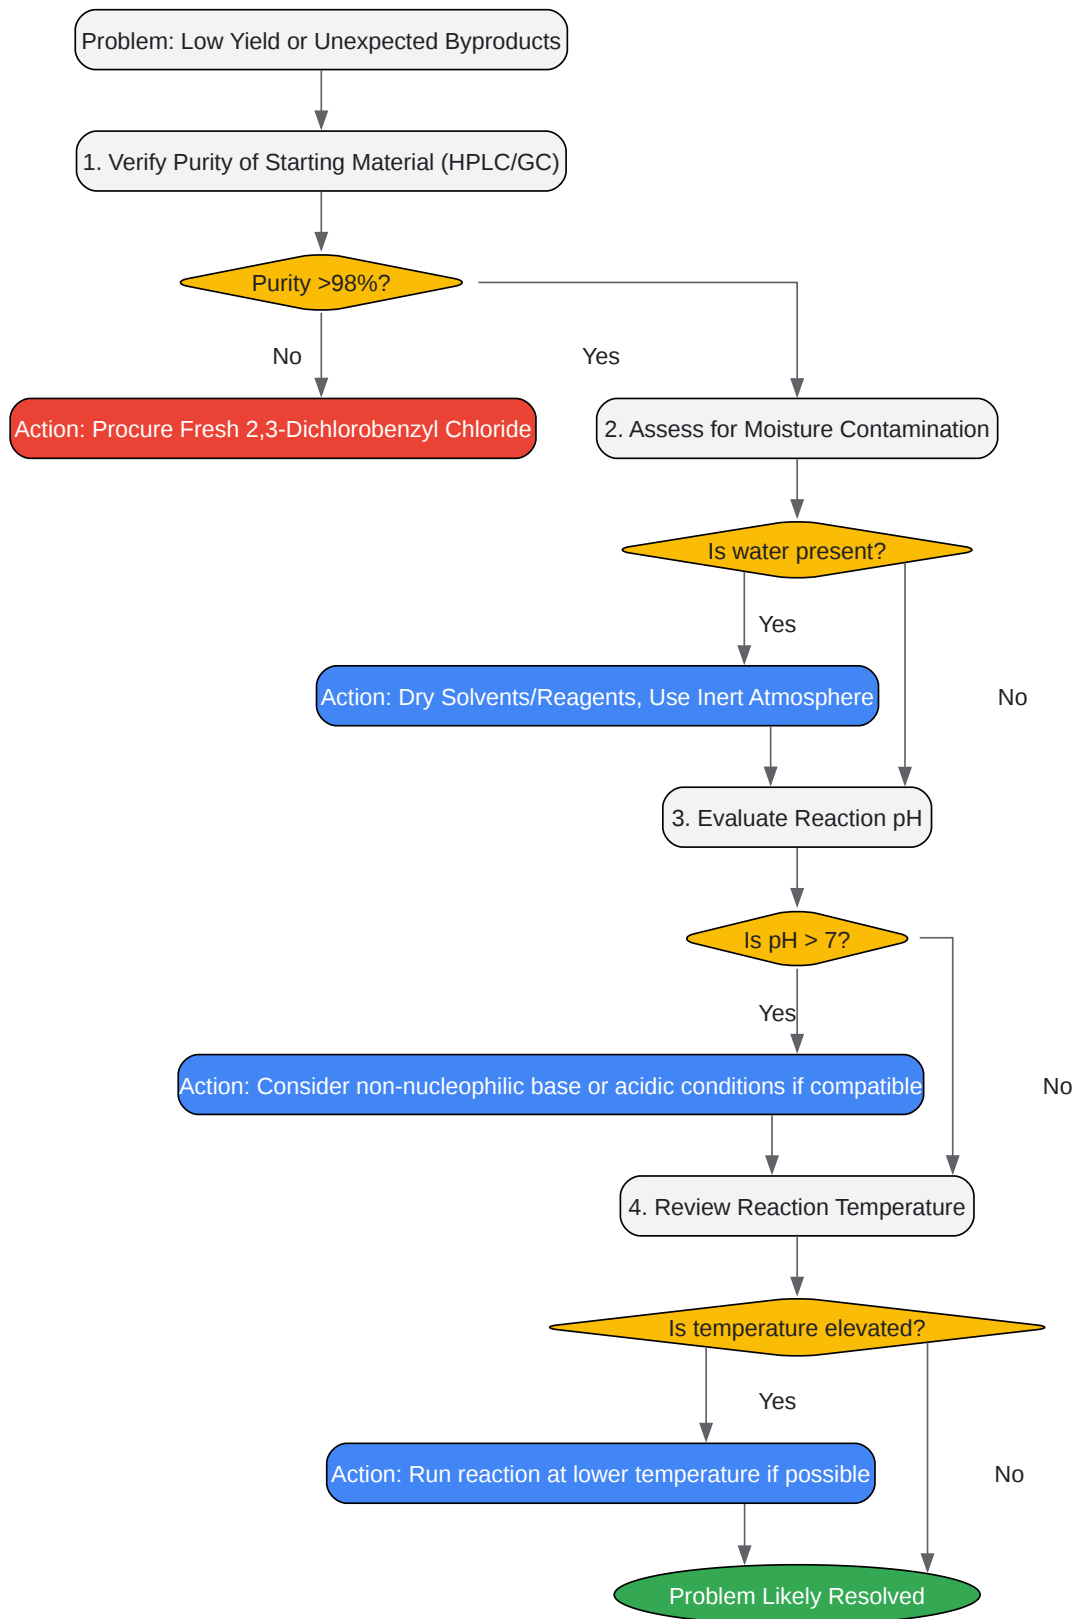 Problem: Low Yield or Unexpected Byproducts
1. Verify Purity of Starting Material (HPLC/GC)
Purity >98%?
No
Yes
Action: Procure Fresh 2,3-Dichlorobenzyl Chloride
2. Assess for Moisture Contamination
Is water present?
Yes
Action: Dry Solvents/Reagents, Use Inert Atmosphere
No
3. Evaluate Reaction pH
Is pH > 7?
Yes
Action: Consider non-nucleophilic base or acidic conditions if compatible
No
4. Review Reaction Temperature
Is temperature elevated?
Yes
Action: Run reaction at lower temperature if possible
No
Problem Likely Resolved